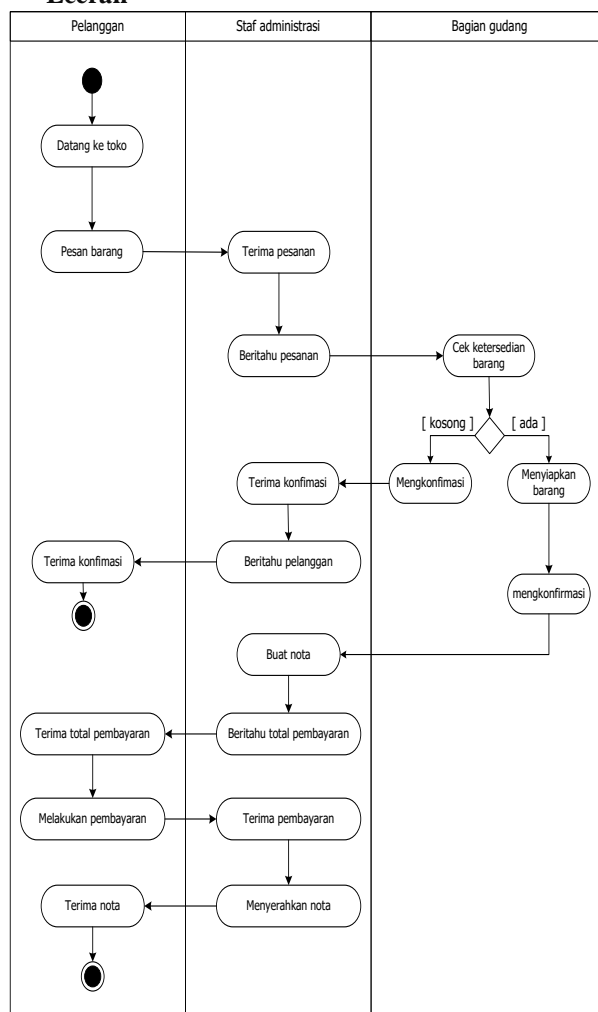 Eceran
Pelanggan
Staf administrasi
Bagian gudang
Datang ke toko
Pesan barang
Terima pesanan
Beritahu pesanan
Cek ketersedian
barang
[ kosong ]
[ ada ]
Terima konfimasi
Mengkonfimasi
Menyiapkan
barang
Terima konfimasi
Beritahu pelanggan
mengkonfirmasi
Buat nota
Terima total pembayaran
Beritahu total pembayaran
Melakukan pembayaran
Terima pembayaran
Terima nota
Menyerahkan nota